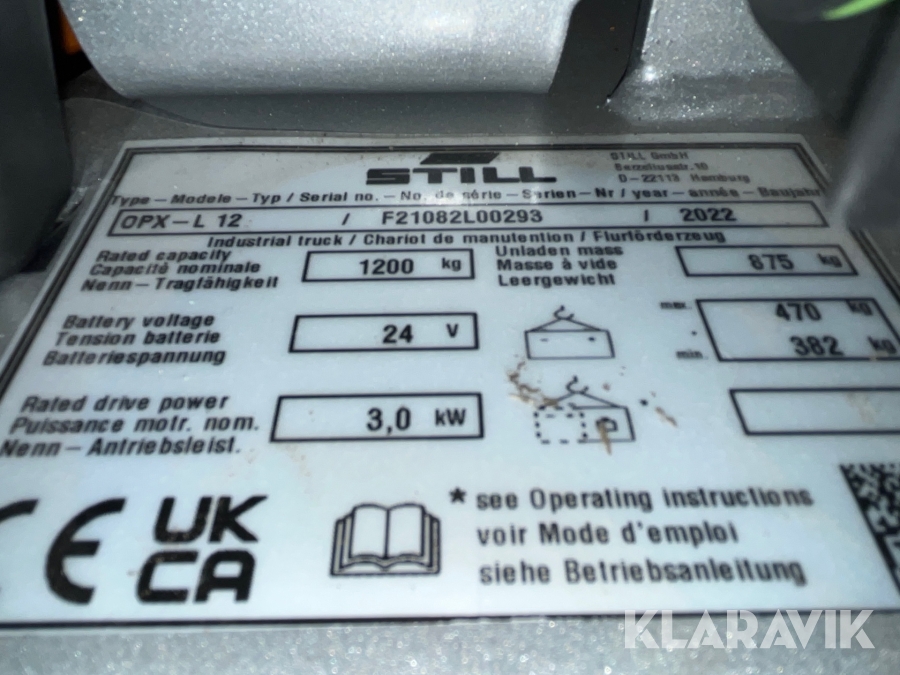 STILL
STILL GmbH
Berzeliusstr.10
D-22113 Hamburg
Type - Modele - Typ / Serial no. - No. de série - Serien - Nr / year - année - Baujahr
OPX-L 12 / F21082L00293 / 2022
Industrial truck / Chariot de manutention / Flurförderzeug
Rated capacity
Capacité nominale
Nenn - Tragfähigkeit
1200 kg
Unladen mass
Masse à vide
Leergewicht
875 kg
Battery voltage
Tension batterie
Batteriespannung
24 V
max. 470 kg
min. 382 kg
Rated drive power
Puissance motr. nom.
Nenn - Antriebsleist.
3,0 kW
*
CE
UK
CA
* see Operating instructions
voir Mode d'emploi
siehe Betriebsanleitung
KLARAVIK